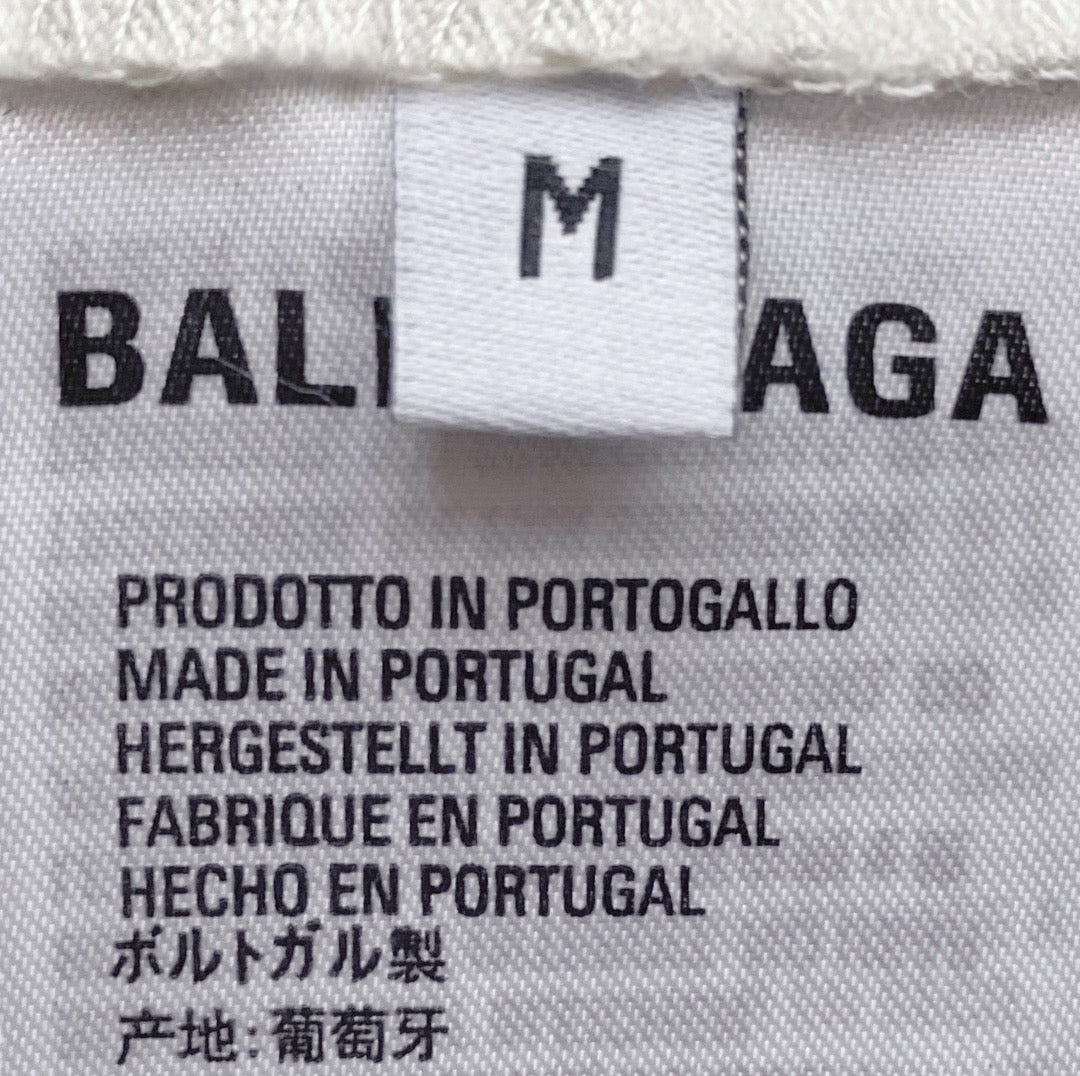 M
BAL AGA
PRODOTTO IN PORTOGALLO
MADE IN PORTUGAL
HERGESTELLT IN PORTUGAL
FABRIQUE EN PORTUGAL
HECHO EN PORTUGAL
ポルトガル製
产地:葡萄牙